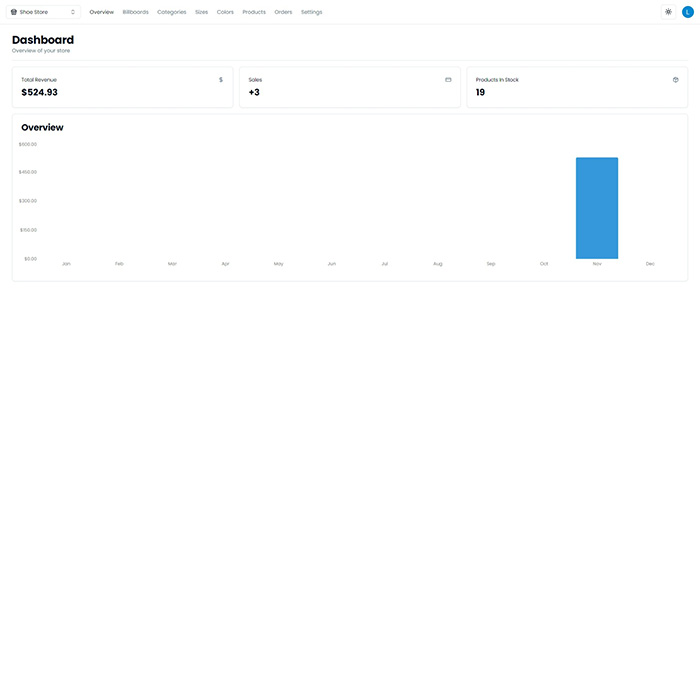 Shoe Store Overview Billboards Categories Sizes Colors Products Orders Settings L
Dashboard
Overview of your store
Total Revenue $
$524.93
Sales
+3
Products In Stock
19
Overview
$600.00
$450.00
$300.00
$150.00
$0.00
Jan Feb Mar Apr May Jun Jul Aug Sep Oct Nov Dec